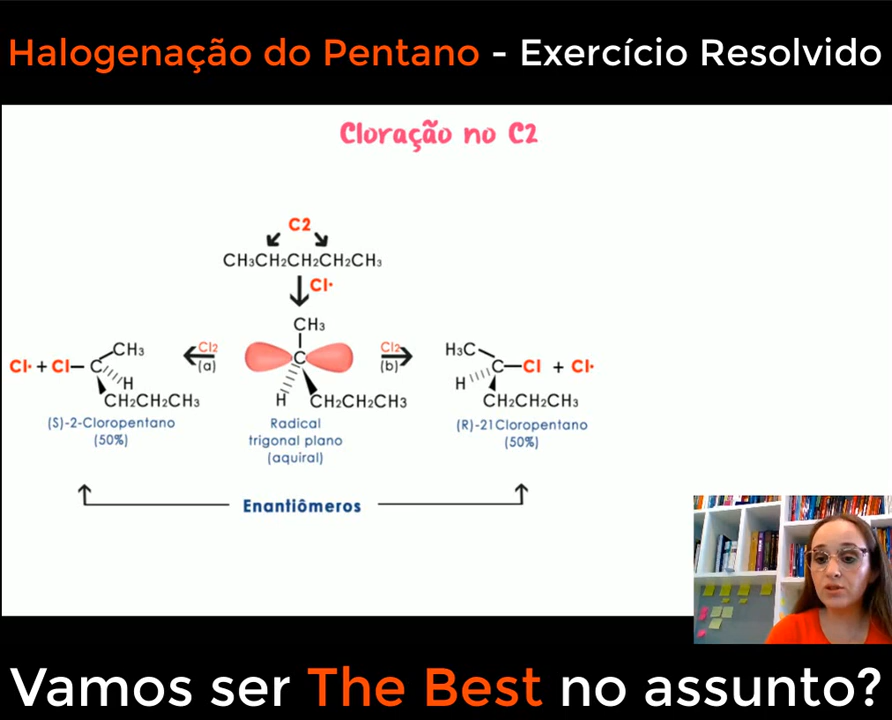 Halogenação do Pentano - Exercício Resolvido
Cloração no C2
C2
CH₃CH₂CH₂CH₂CH₃
Cl·
CH₃
Cl· + Cl– C CH₃
H
CH₂CH₂CH₃
Cl₂
(a)
C
H CH₂CH₂CH₃
Cl₂
(b)
H₃C
C–Cl + Cl·
H
CH₂CH₂CH₃
(S)-2-Cloropentano
(50%)
Radical
trigonal plano
(aquiral)
(R)-21Cloropentano
(50%)
Enantiômeros
Vamos ser The Best no assunto?